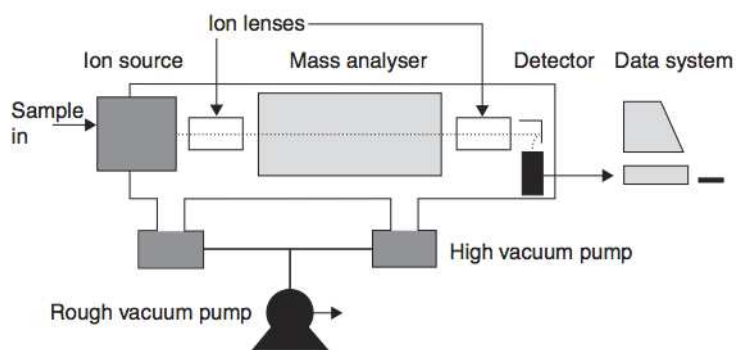 Ion lenses
Ion source
Mass analyser
Detector
Data system
Sample
in
High vacuum pump
Rough vacuum pump